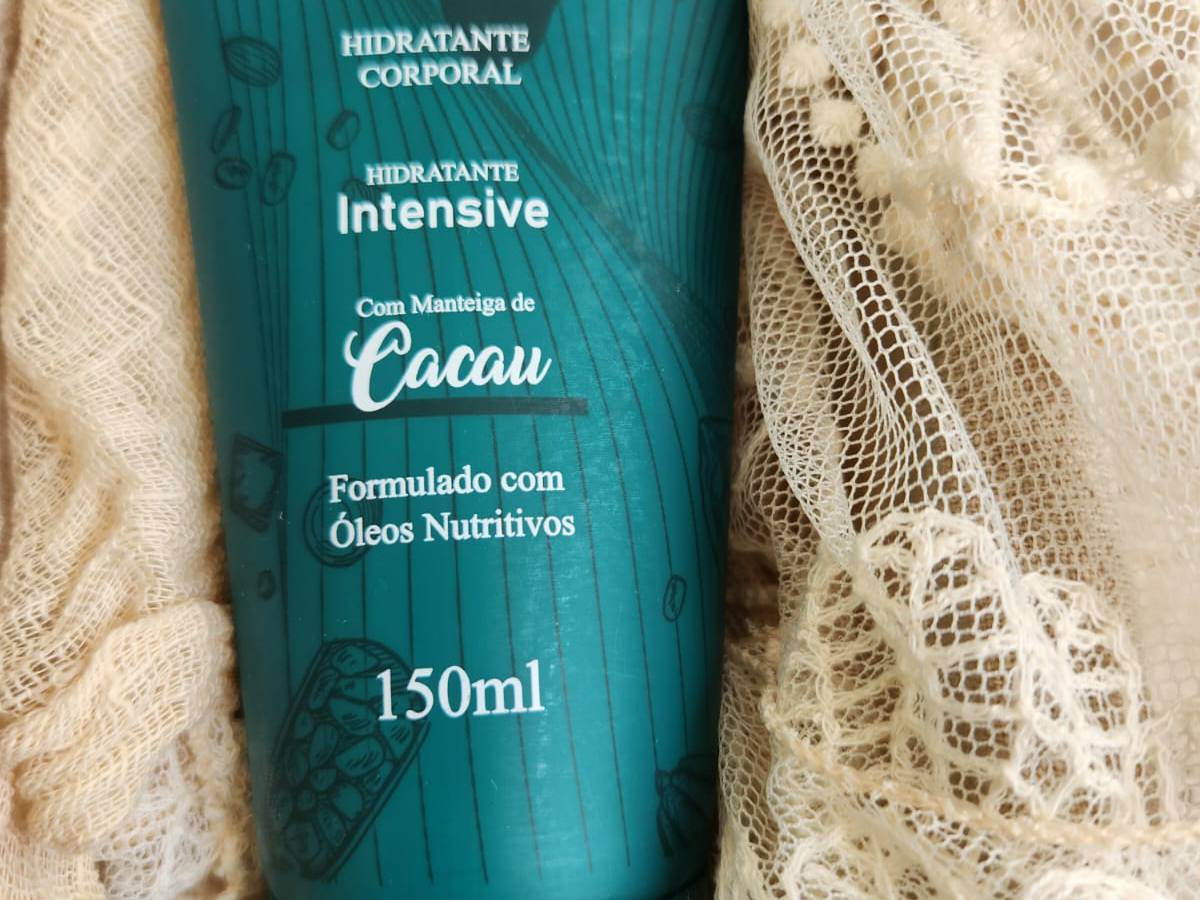 HIDRATANTE
CORPORAL
HIDRATANTE
Intensive
Com Manteiga de
Cacau
Formulado com
Óleos Nutritivos
150ml